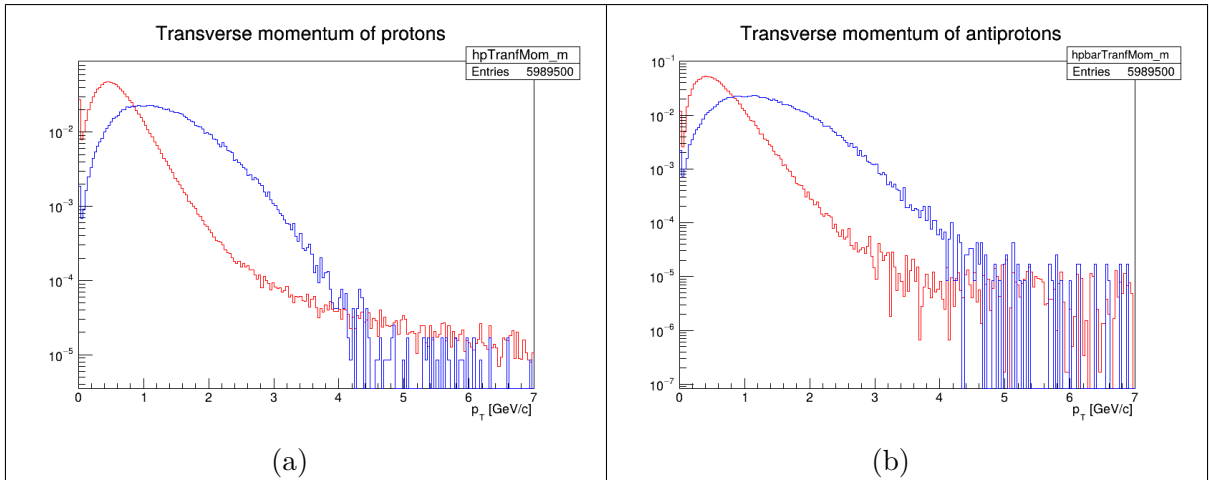 Transverse momentum of protons
hpTranfMom_m
Entries 5989500
10⁻²
10⁻³
10⁻⁴
10⁻⁵
0 1 2 3 4 5 6 7
p_T [GeV/c]
(a)
Transverse momentum of antiprotons
hpbarTranfMom_m
Entries 5989500
10⁻¹
10⁻²
10⁻³
10⁻⁴
10⁻⁵
10⁻⁶
10⁻⁷
0 1 2 3 4 5 6 7
p_T [GeV/c]
(b)